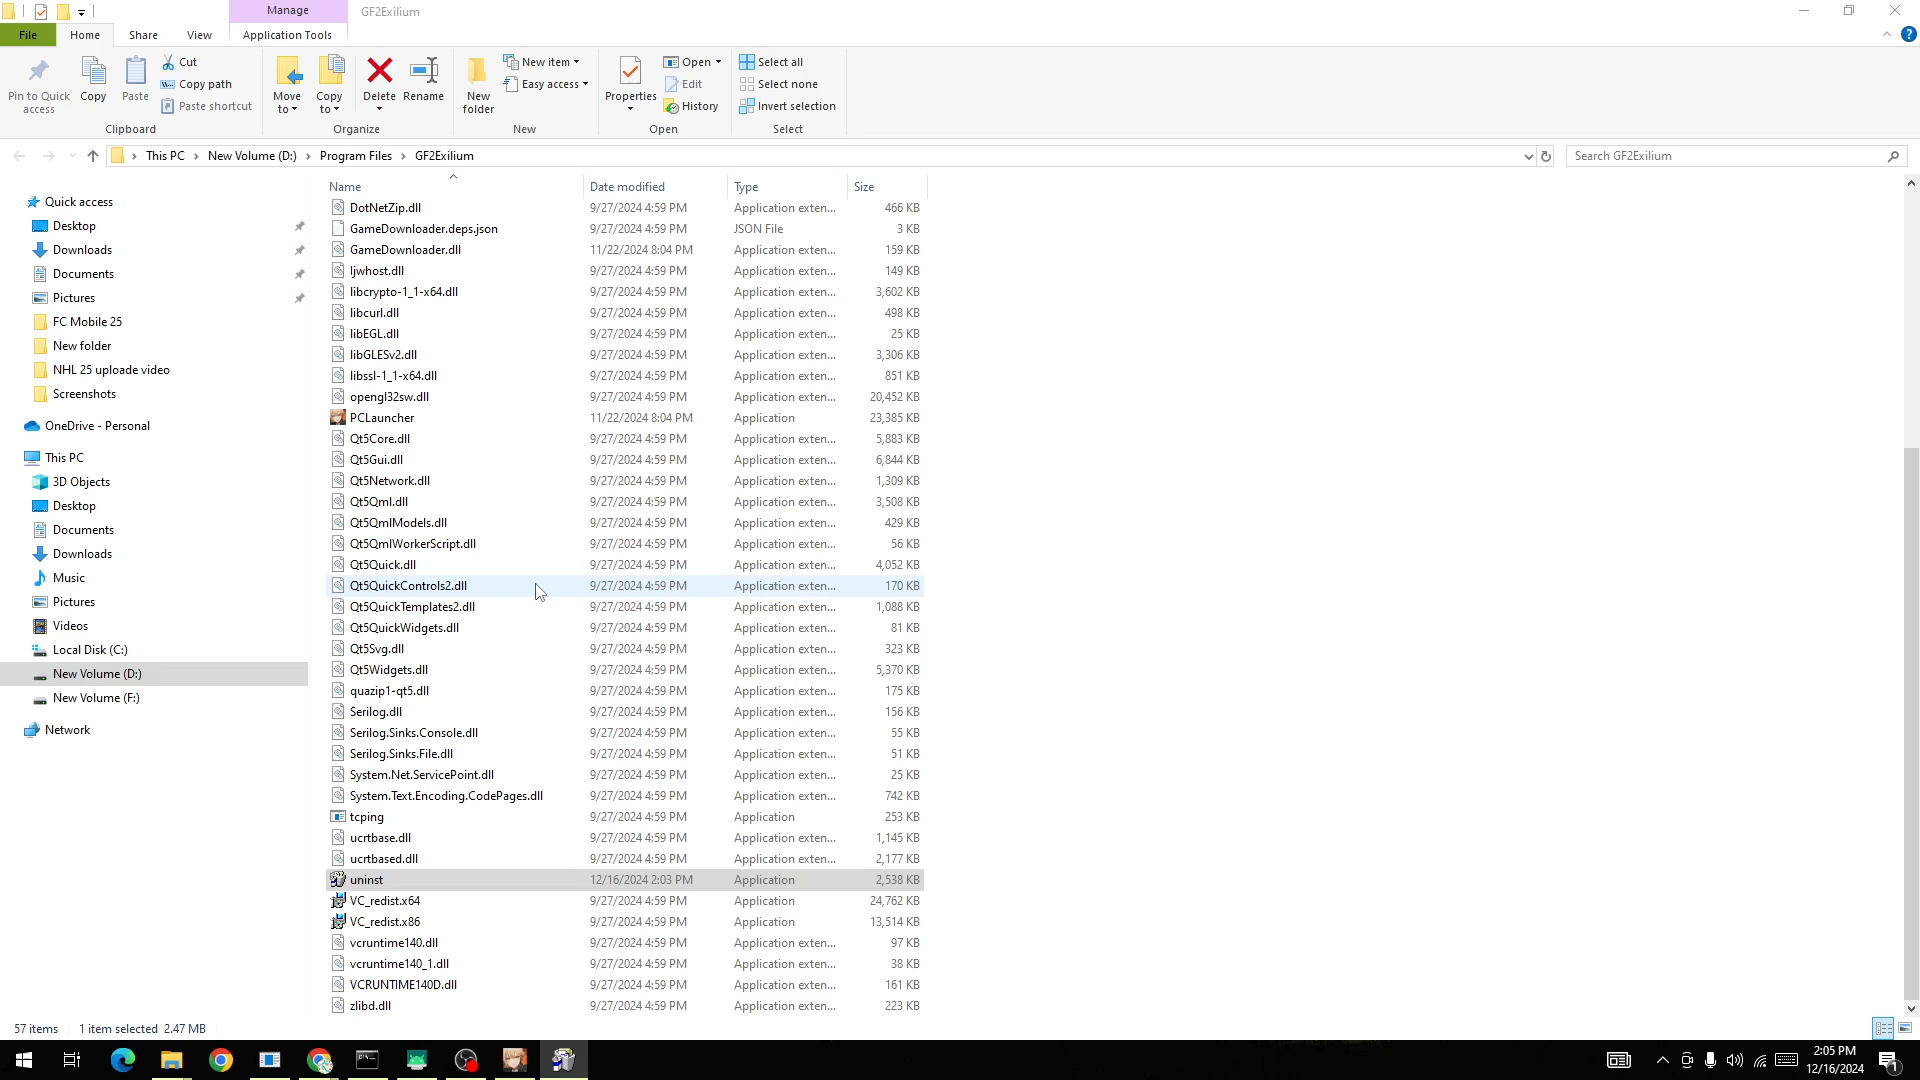 Manage
GF2Exilium
File
Home
Share
View
Application Tools
Pin to Quick access
Copy
Paste
Cut
Copy path
Paste shortcut
Clipboard
Move to
Copy to
Delete
Rename
Organize
New folder
New item
Easy access
New
Properties
Open
Edit
History
Open
Select all
Select none
Invert selection
Select
This PC
New Volume (D:)
Program Files
GF2Exilium
Search GF2Exilium
Quick access
Desktop
Downloads
Documents
Pictures
FC Mobile 25
New folder
NHL 25 uploade video
Screenshots
OneDrive - Personal
This PC
3D Objects
Desktop
Documents
Downloads
Music
Pictures
Videos
Local Disk (C:)
New Volume (D:)
New Volume (F:)
Network
Name Date modified Type Size
DotNetZip.dll 9/27/2024 4:59 PM Application exten... 466 KB
GameDownloader.deps.json 9/27/2024 4:59 PM JSON File 3 KB
GameDownloader.dll 11/22/2024 8:04 PM Application exten... 159 KB
Ijwhost.dll 9/27/2024 4:59 PM Application exten... 149 KB
libcrypto-1_1-x64.dll 9/27/2024 4:59 PM Application exten... 3,602 KB
libcurl.dll 9/27/2024 4:59 PM Application exten... 498 KB
libEGL.dll 9/27/2024 4:59 PM Application exten... 25 KB
libGLESv2.dll 9/27/2024 4:59 PM Application exten... 3,306 KB
libssl-1_1-x64.dll 9/27/2024 4:59 PM Application exten... 851 KB
opengl32sw.dll 9/27/2024 4:59 PM Application exten... 20,452 KB
PCLauncher 11/22/2024 8:04 PM Application 23,385 KB
Qt5Core.dll 9/27/2024 4:59 PM Application exten... 5,883 KB
Qt5Gui.dll 9/27/2024 4:59 PM Application exten... 6,844 KB
Qt5Network.dll 9/27/2024 4:59 PM Application exten... 1,309 KB
Qt5Qml.dll 9/27/2024 4:59 PM Application exten... 3,508 KB
Qt5QmlModels.dll 9/27/2024 4:59 PM Application exten... 429 KB
Qt5QmlWorkerScript.dll 9/27/2024 4:59 PM Application exten... 56 KB
Qt5Quick.dll 9/27/2024 4:59 PM Application exten... 4,052 KB
Qt5QuickControls2.dll 9/27/2024 4:59 PM Application exten... 170 KB
Qt5QuickTemplates2.dll 9/27/2024 4:59 PM Application exten... 1,088 KB
Qt5QuickWidgets.dll 9/27/2024 4:59 PM Application exten... 81 KB
Qt5Svg.dll 9/27/2024 4:59 PM Application exten... 323 KB
Qt5Widgets.dll 9/27/2024 4:59 PM Application exten... 5,370 KB
quazip1-qt5.dll 9/27/2024 4:59 PM Application exten... 175 KB
Serilog.dll 9/27/2024 4:59 PM Application exten... 156 KB
Serilog.Sinks.Console.dll 9/27/2024 4:59 PM Application exten... 55 KB
Serilog.Sinks.File.dll 9/27/2024 4:59 PM Application exten... 51 KB
System.Net.ServicePoint.dll 9/27/2024 4:59 PM Application exten... 25 KB
System.Text.Encoding.CodePages.dll 9/27/2024 4:59 PM Application exten... 742 KB
tcping 9/27/2024 4:59 PM Application 253 KB
ucrtbase.dll 9/27/2024 4:59 PM Application exten... 1,145 KB
ucrtbased.dll 9/27/2024 4:59 PM Application exten... 2,177 KB
uninst 12/16/2024 2:03 PM Application 2,538 KB
VC_redist.x64 9/27/2024 4:59 PM Application 24,762 KB
VC_redist.x86 9/27/2024 4:59 PM Application 13,514 KB
vcruntime140.dll 9/27/2024 4:59 PM Application exten... 97 KB
vcruntime140_1.dll 9/27/2024 4:59 PM Application exten... 38 KB
VCRUNTIME140D.dll 9/27/2024 4:59 PM Application exten... 161 KB
zlibd.dll 9/27/2024 4:59 PM Application exten... 223 KB
57 items 1 item selected 2.47 MB
2:05 PM
12/16/2024
1